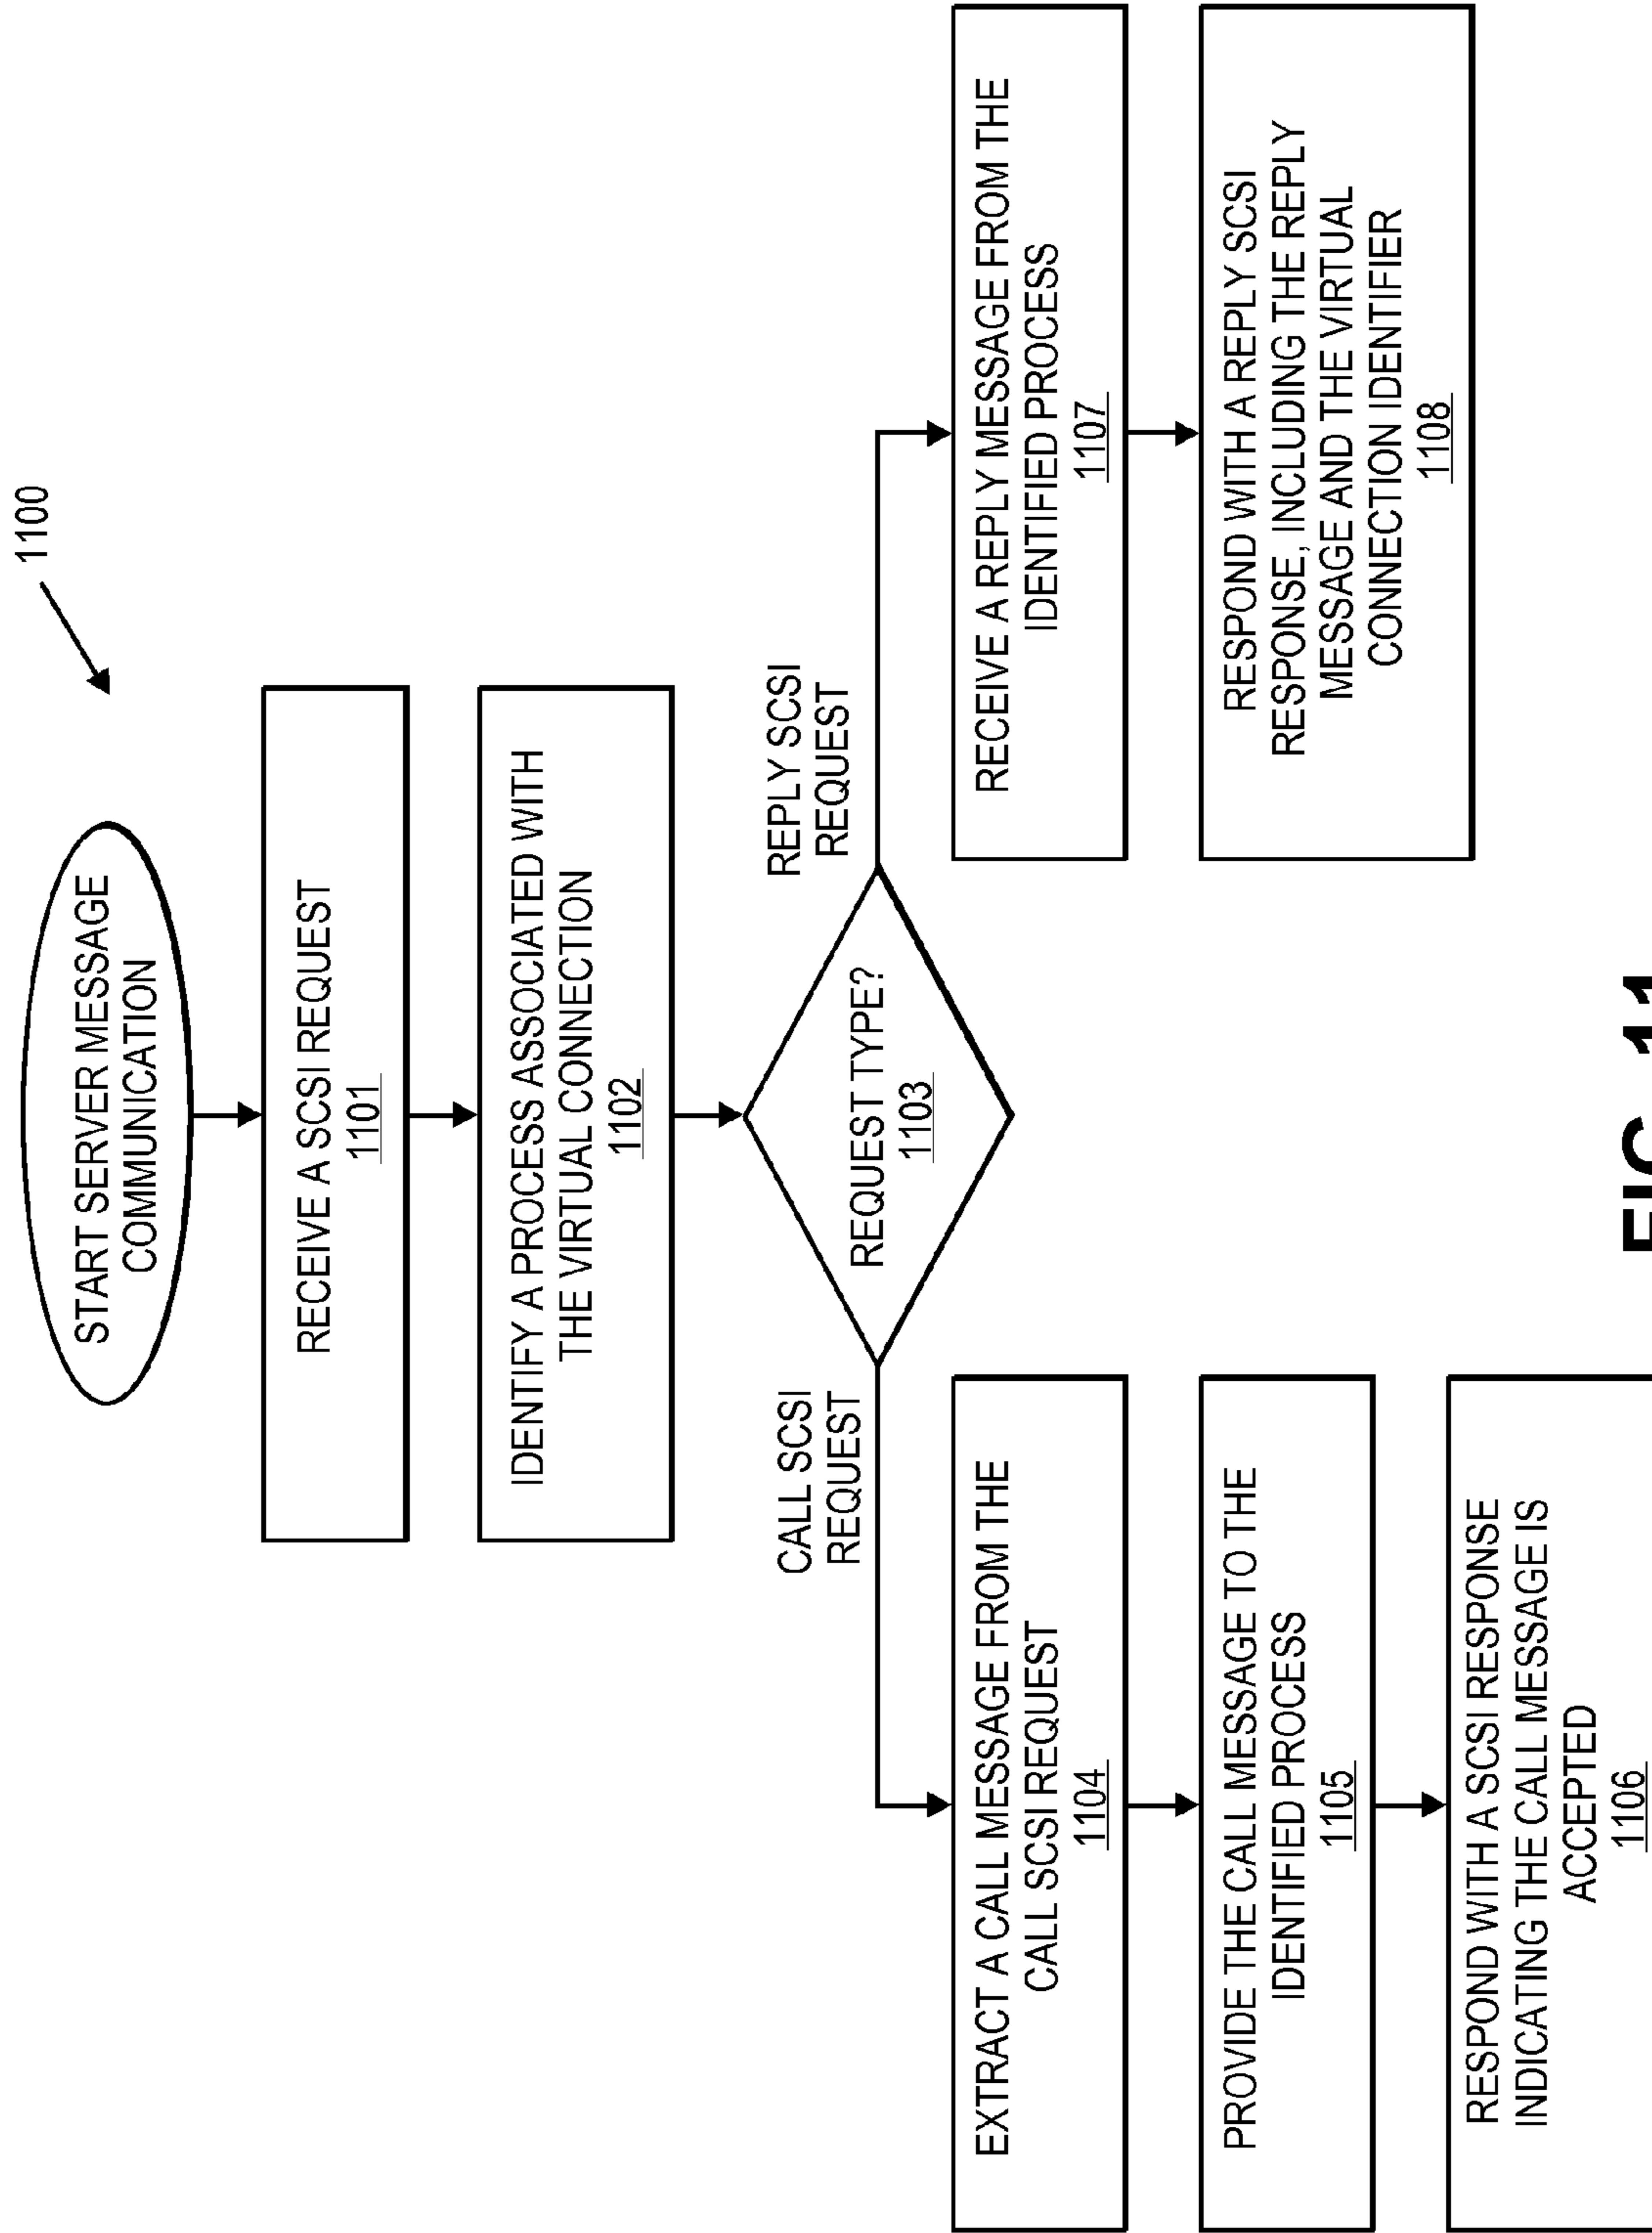 1100
START SERVER MESSAGE
COMMUNICATION
RECEIVE A SCSI REQUEST
1101
IDENTIFY A PROCESS ASSOCIATED WITH
THE VIRTUAL CONNECTION
1102
REQUEST TYPE?
1103
CALL SCSI
REQUEST
EXTRACT A CALL MESSAGE FROM THE
CALL SCSI REQUEST
1104
PROVIDE THE CALL MESSAGE TO THE
IDENTIFIED PROCESS
1105
RESPOND WITH A SCSI RESPONSE
INDICATING THE CALL MESSAGE IS
ACCEPTED
1106
REPLY SCSI
REQUEST
RECEIVE A REPLY MESSAGE FROM THE
IDENTIFIED PROCESS
1107
RESPOND WITH A REPLY SCSI
RESPONSE, INCLUDING THE REPLY
MESSAGE AND THE VIRTUAL
CONNECTION IDENTIFIER
1108
FIG. 11